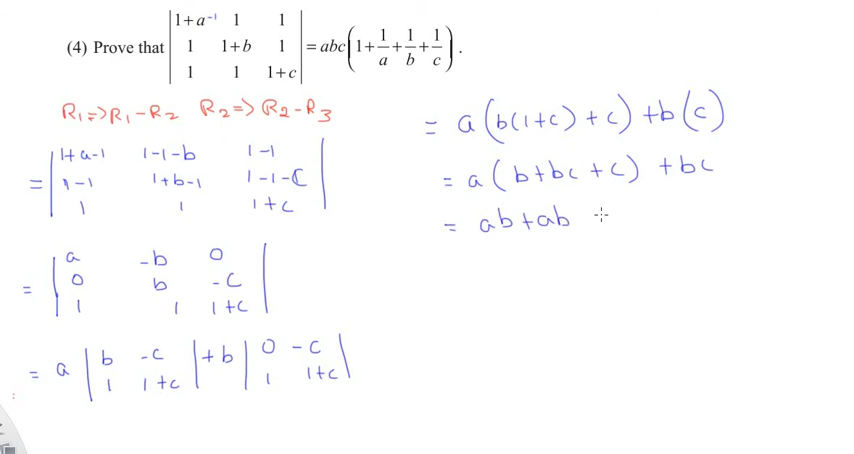 (4) Prove that |1+a⁻¹ 1 1| = abc(1 + 1/a + 1/b + 1/c).
|1 1+b 1|
|1 1 1+c|
R₁=>R₁-R₂ R₂=>R₂-R₃
= |1+a-1 1-1-b 1-1|
|1-1 1+b-1 1-1-c|
|1 1 1+c|
= |a -b 0|
|0 b -c|
|1 1 1+c|
= a |b -c| +b |0 -c|
|1 1+c| |1 1+c|
= a(b(1+c)+c)+b(c)
= a(b+bc+c) +bc
= ab+ab